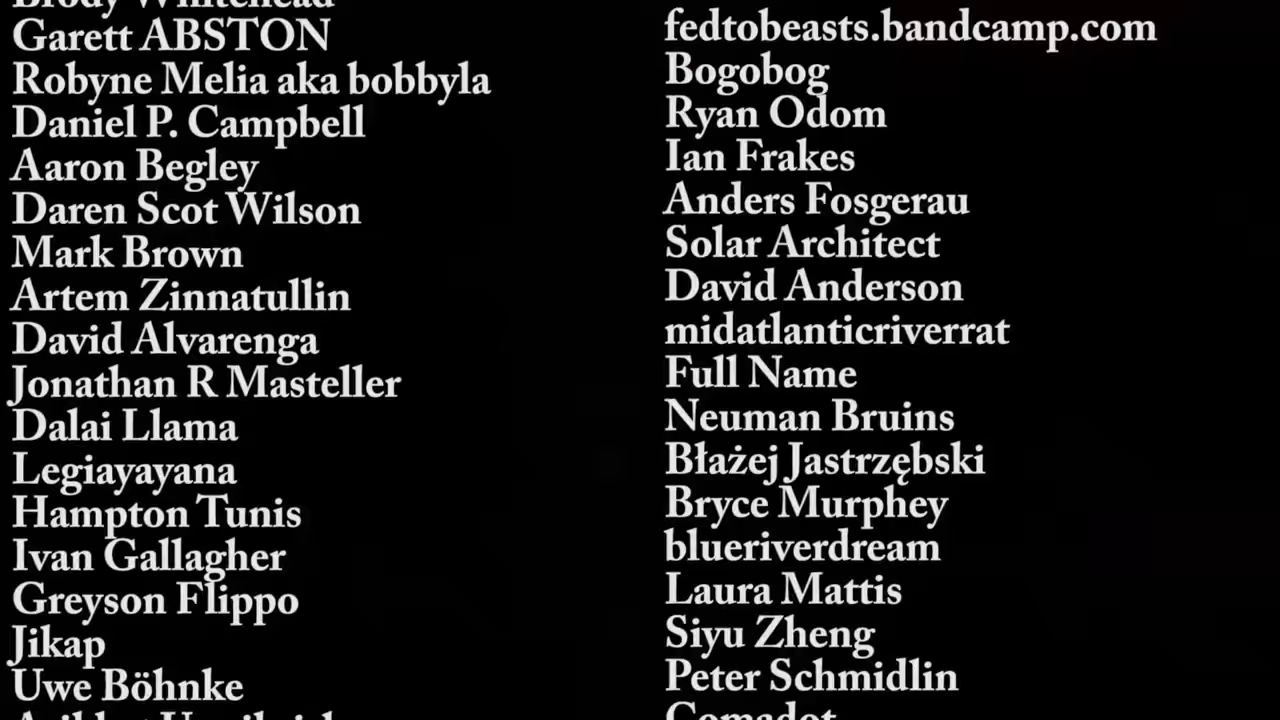 Brody Whitehead
Garett ABSTON
Robyne Melia aka bobbyla
Daniel P. Campbell
Aaron Begley
Daren Scot Wilson
Mark Brown
Artem Zinnatullin
David Alvarenga
Jonathan R Masteller
Dalai Llama
Legiayayana
Hampton Tunis
Ivan Gallagher
Greyson Flippo
Jikap
Uwe Böhnke
fedtobeasts.bandcamp.com
Bogobog
Ryan Odom
Ian Frakes
Anders Fosgerau
Solar Architect
David Anderson
midatlanticriverrat
Full Name
Neuman Bruins
Błażej Jastrzębski
Bryce Murphey
blueriverdream
Laura Mattis
Siyu Zheng
Peter Schmidlin
Comadot